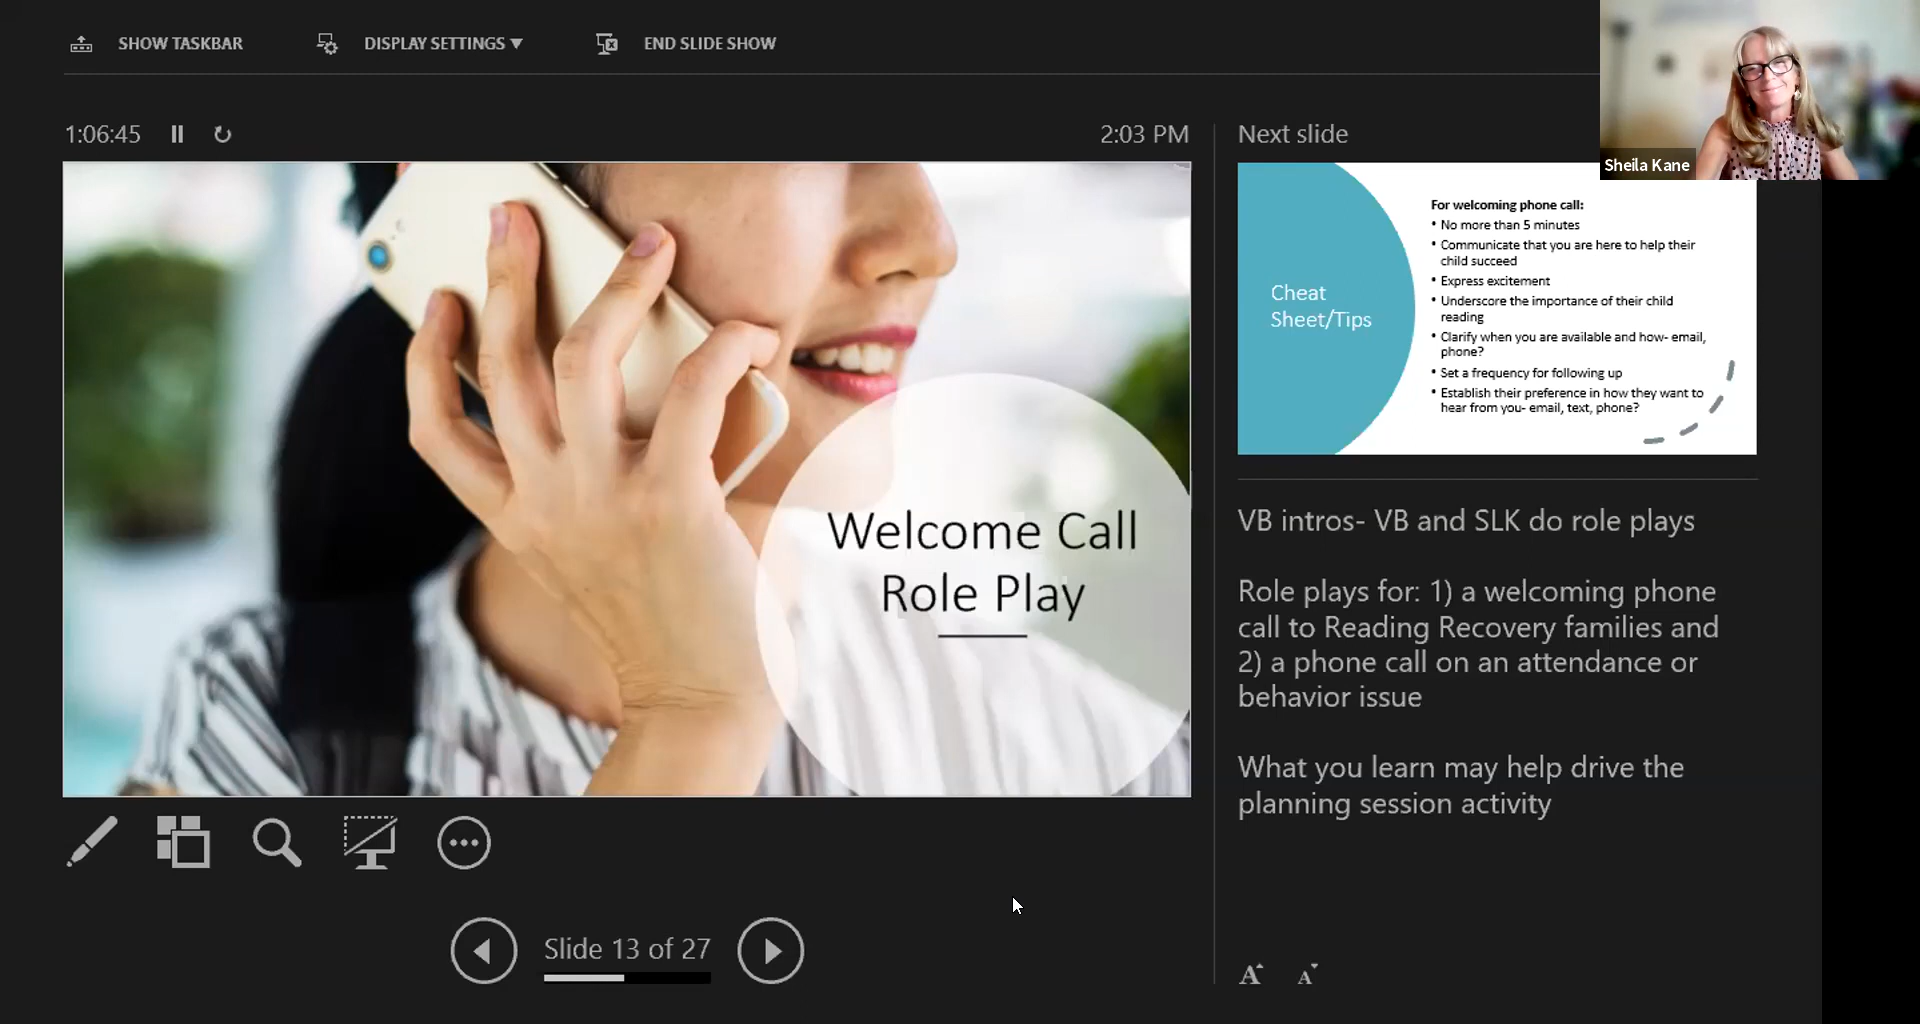 SHOW TASKBAR
DISPLAY SETTINGS ▼
END SLIDE SHOW
Sheila Kane
1:06:45
2:03 PM
Next slide
Welcome Call
Role Play
Cheat
Sheet/Tips
For welcoming phone call:
• No more than 5 minutes
• Communicate that you are here to help their
child succeed
• Express excitement
• Underscore the importance of their child
reading
• Clarify when you are available and how- email,
phone?
• Set a frequency for following up
• Establish their preference in how they want to
hear from you- email, text, phone?
VB intros- VB and SLK do role plays
Role plays for: 1) a welcoming phone
call to Reading Recovery families and
2) a phone call on an attendance or
behavior issue
What you learn may help drive the
planning session activity
Slide 13 of 27
A A